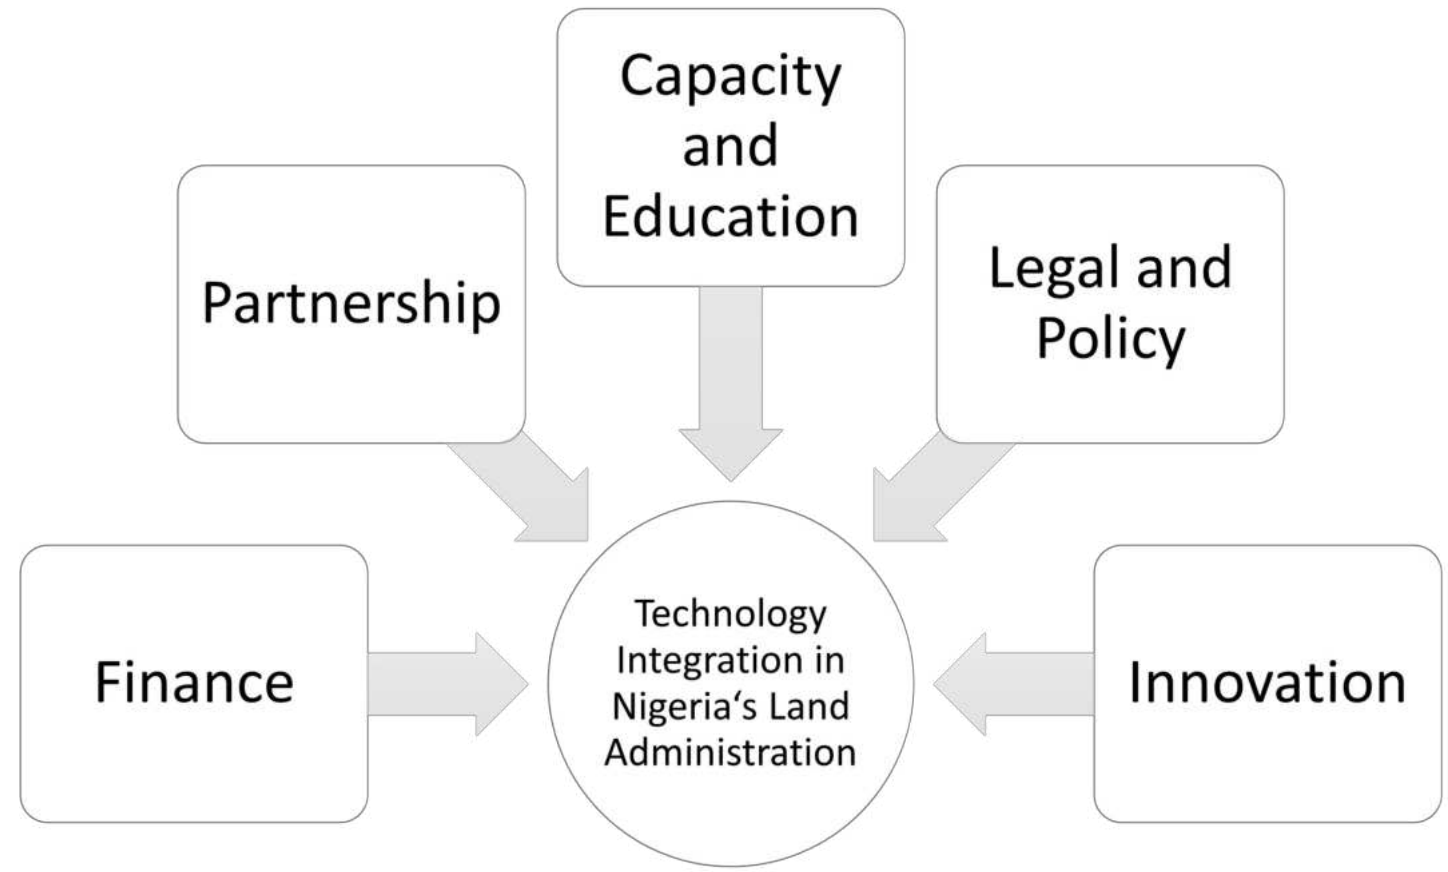 Capacity
and
Education
Partnership
Legal and
Policy
Finance
Technology
Integration in
Nigeria‘s Land
Administration
Innovation